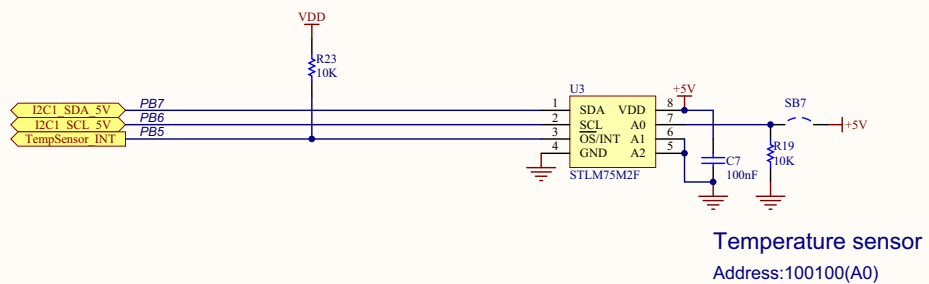 VDD
R23
10K
I2C1_SDA_5V
PB7
I2C1_SCL_5V
PB6
TempSensor_INT
PB5
U3
1 SDA VDD 8
2 SCL A0 7
3 OS/INT A1 6
4 GND A2 5
STLM75M2F
+5V
C7
100nF
SB7
+5V
R19
10K
Temperature sensor
Address:100100(A0)